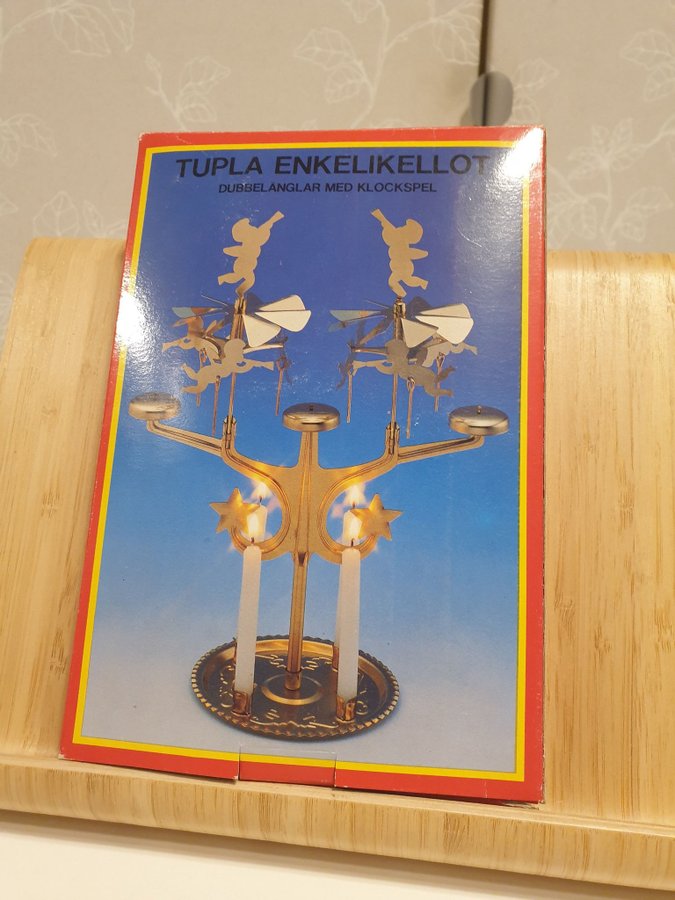 TUPLA ENKELIKELLOT
DUBBELÄNGLAR MED KLOCKSPEL